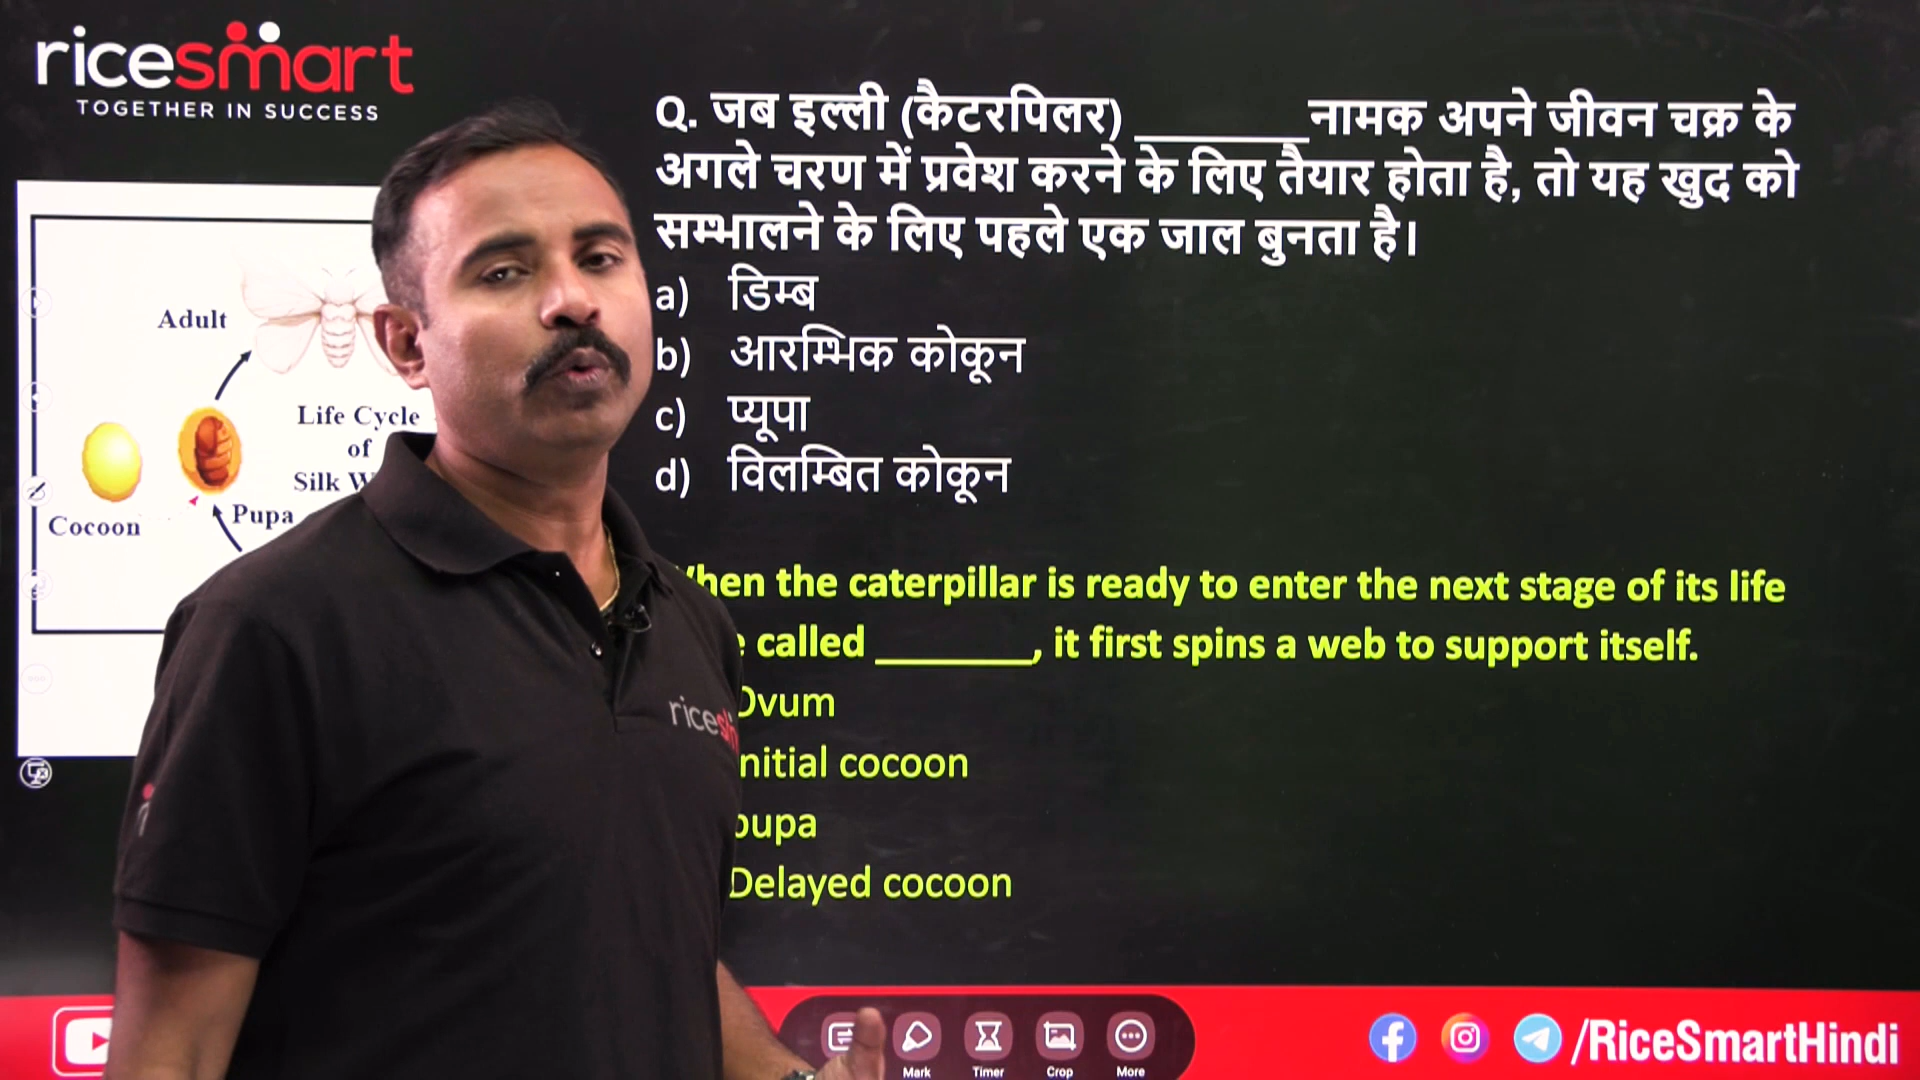 ricesmart
TOGETHER IN SUCCESS
Q. जब इल्ली (कैटरपिलर) ________नामक अपने जीवन चक्र के
अगले चरण में प्रवेश करने के लिए तैयार होता है, तो यह खुद को
सम्भालने के लिए पहले एक जाल बुनता है।
a) डिम्ब
b) आरम्भिक कोकून
c) प्यूपा
d) विलम्बित कोकून
Adult
Life Cycle
of
Silk
Cocoon
Pupa
hen the caterpillar is ready to enter the next stage of its life
called ________, it first spins a web to support itself.
Ovum
nitial cocoon
pupa
Delayed cocoon
rices
Mark
Timer
Crop
More
/RiceSmartHindi